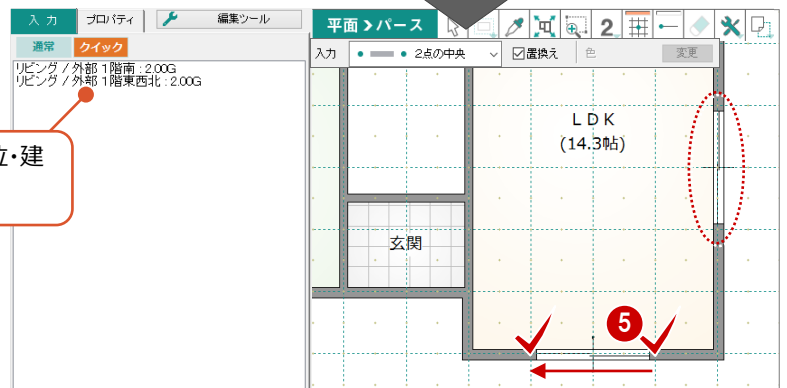 入 力 プロパティ 編集ツール
平面 > パース 2
通常 クイック
入力 2点の中央 置換え 色 変更
リビング / 外部 1階南 : 2.00G
リビング / 外部 1階東西北 : 2.00G
位・建
LDK
(14.3帖)
玄関
5